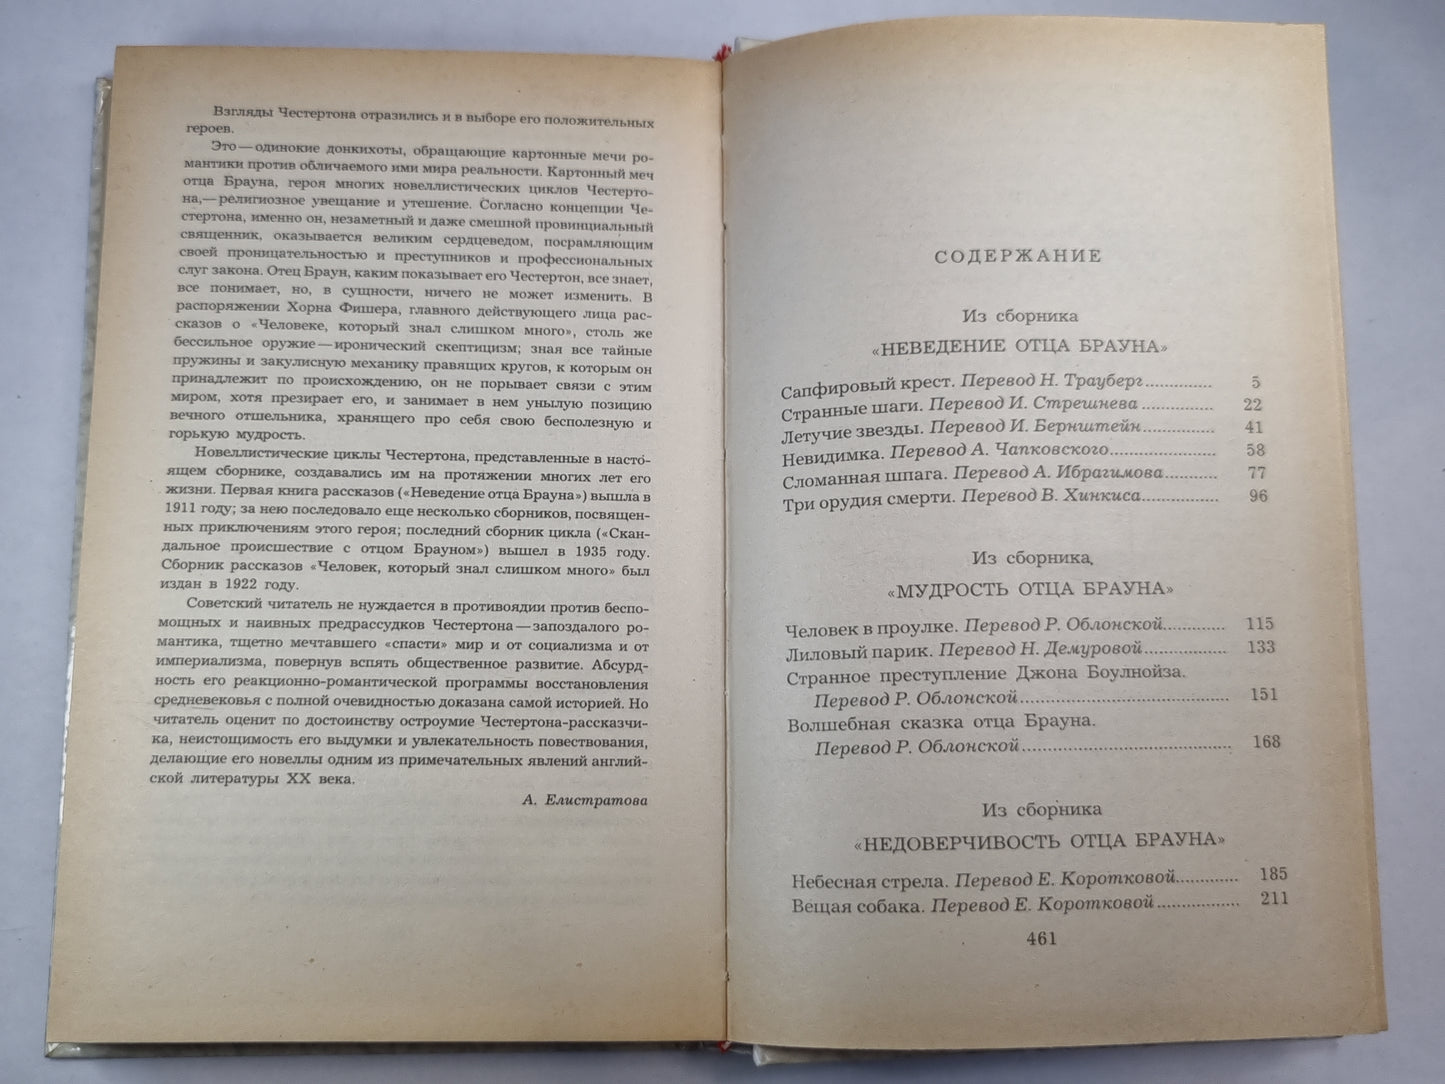 Взгляды Честертона отразились и в выборе его положительных
героев.
Это — одинокие донкихоты, обращающие картонные мечи ро-
мантики против обличаемого ими мира реальности. Картонный меч
отца Брауна, героя многих новеллистических циклов Честерто-
на,— религиозное увещание и утешение. Согласно концепции Че-
стертона, именно он, незаметный и даже смешной провинциальный
священник, оказывается великим сердцеведом, посрамляющим
своей проницательностью и преступников и профессиональных
слуг закона. Отец Браун, каким показывает его Честертон, все знает,
все понимает, но, в сущности, ничего не может изменить. В
распоряжении Хорна Фишера, главного действующего лица рас-
сказов о «Человеке, который знал слишком много», столь же
бессильное оружие — иронический скептицизм; зная все тайные
пружины и закулисную механику правящих кругов, к которым он
принадлежит по происхождению, он не порывает связи с этим
миром, хотя презирает его, и занимает в нем унылую позицию
вечного отшельника, хранящего про себя свою бесполезную и
горькую мудрость.
Новеллистические циклы Честертона, представленные в насто-
ящем сборнике, создавались им на протяжении многих лет его
жизни. Первая книга рассказов («Неведение отца Брауна») вышла в
1911 году; за нею последовало еще несколько сборников, посвящен-
ных приключениям этого героя; последний сборник цикла («Скан-
дальное происшествие с отцом Брауном») вышел в 1935 году.
Сборник рассказов «Человек, который знал слишком много» был
издан в 1922 году.
Советский читатель не нуждается в противоядии против беспо-
мощных и наивных предрассудков Честертона — запоздалого ро-
мантика, тщетно мечтавшего «спасти» мир и от социализма и от
империализма, повернув вспять общественное развитие. Абсурд-
ность его реакционно-романтической программы восстановления
средневековья с полной очевидностью доказана самой историей. Но
читатель оценит по достоинству остроумие Честертона-рассказчи-
ка, неистощимость его выдумки и увлекательность повествования,
делающие его новеллы одним из примечательных явлений англий-
ской литературы XX века.
А. Елистратова
СОДЕРЖАНИЕ
Из сборника
«НЕВЕДЕНИЕ ОТЦА БРАУНА»
Сапфировый крест. Перевод Н. Трауберг.............. 5
Странные шаги. Перевод И. Стрешнева............... 22
Летучие звезды. Перевод И. Бернштейн............... 41
Невидимка. Перевод А. Чапковского.................. 58
Сломанная шпага. Перевод А. Ибрагимова........... 77
Три орудия смерти. Перевод В. Хинкиса............. 96
Из сборника
«МУДРОСТЬ ОТЦА БРАУНА»
Человек в проулке. Перевод Р. Облонской............ 115
Лиловый парик. Перевод Н. Демуровой............... 133
Странное преступление Джона Боулнойза.
Перевод Р. Облонской................................... 151
Волшебная сказка отца Брауна.
Перевод Р. Облонской................................... 168
Из сборника
«НЕДОВЕРЧИВОСТЬ ОТЦА БРАУНА»
Небесная стрела. Перевод Е. Коротковой............ 185
Вещая собака. Перевод Е. Коротковой................ 211
461